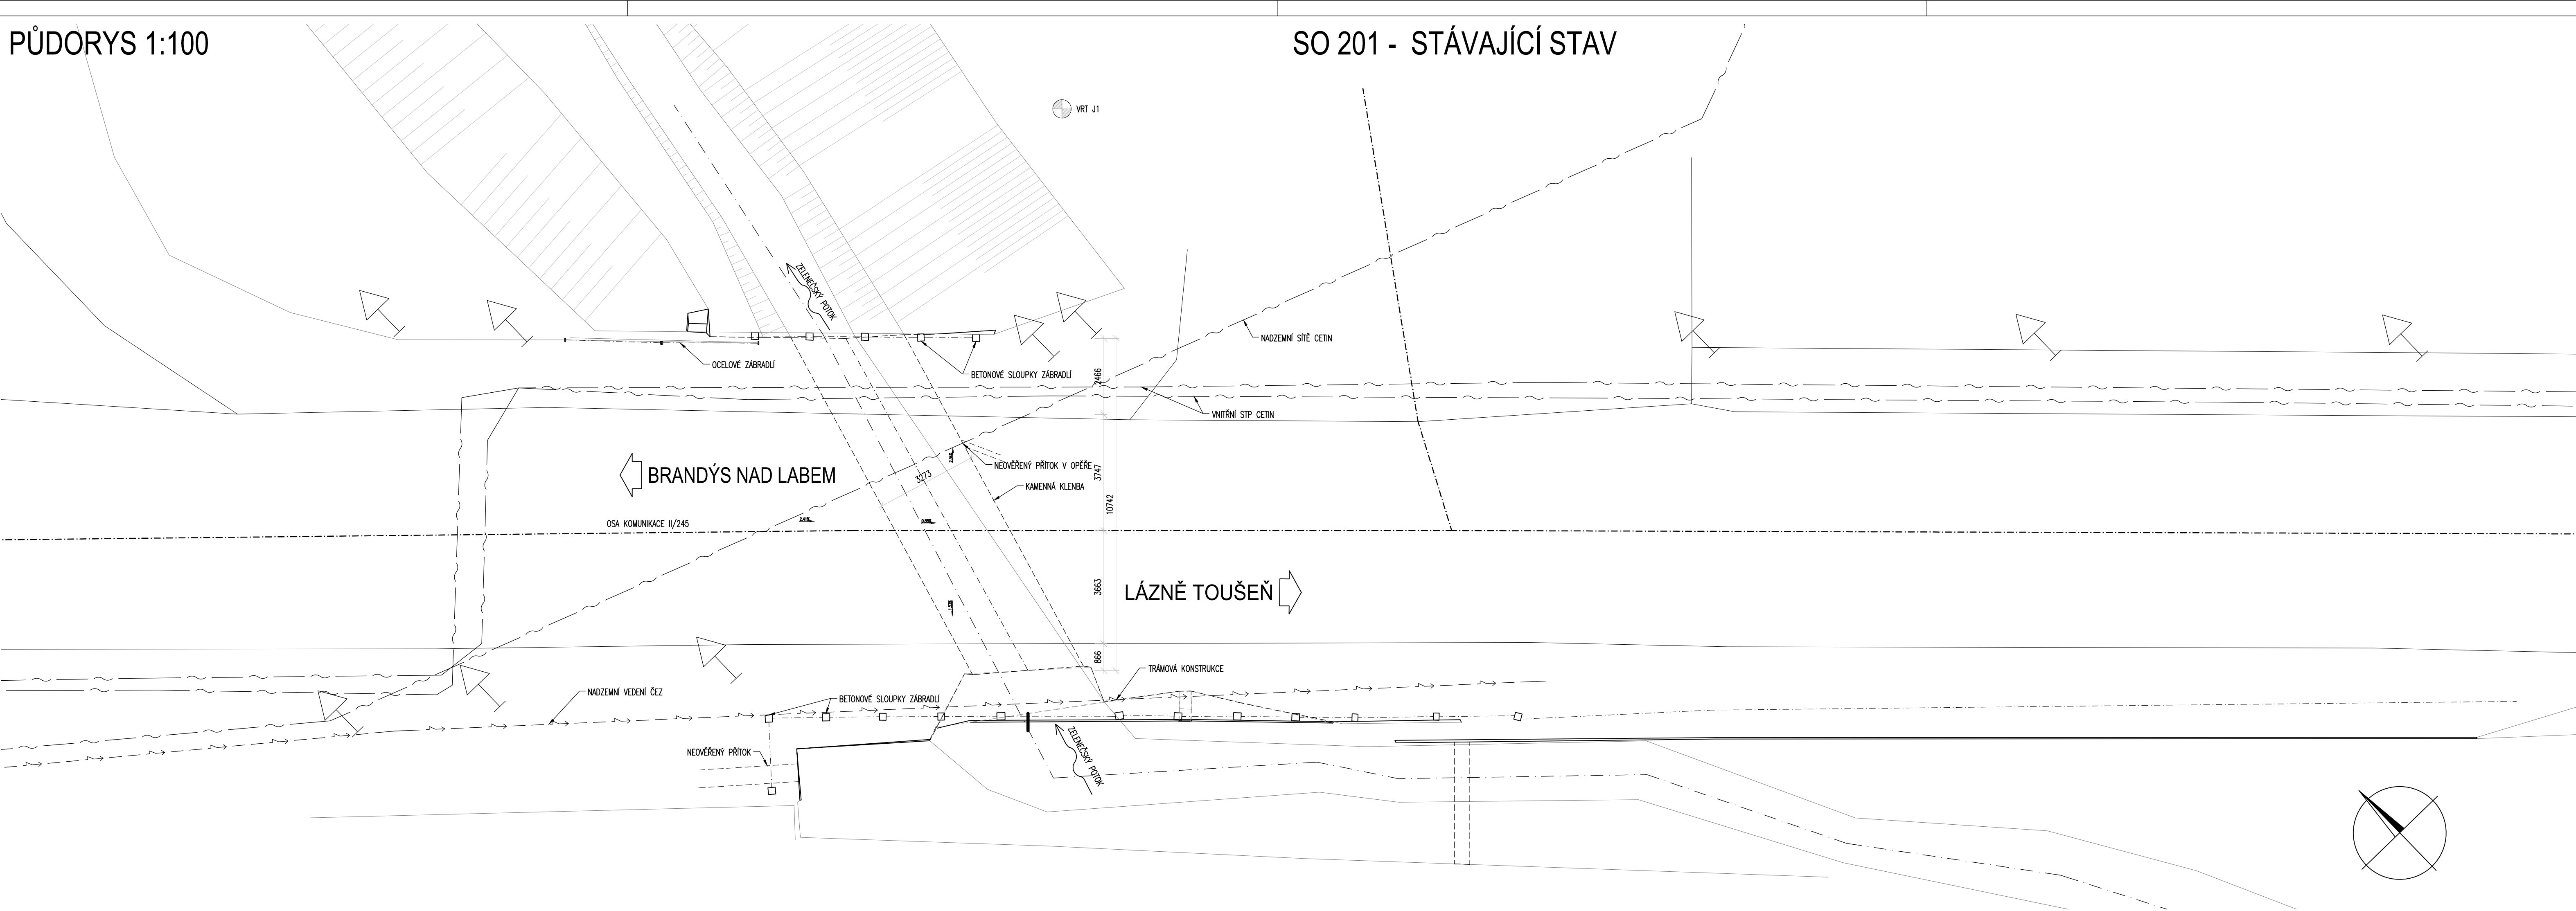 PŮDORYS 1:100
SO 201 - STÁVAJÍCÍ STAV
VRT J1
ZELENEČSKÝ POTOK
NADZEMNÍ SÍTĚ CETIN
OCELOVÉ ZÁBRADLÍ
BETONOVÉ SLOUPKY ZÁBRADLÍ
2466
VNITŘNÍ STP CETIN
BRANDÝS NAD LABEM
3273
NEOVĚŘENÝ PŘÍTOK V OPĚŘE
3747
KAMENNÁ KLENBA
10742
OSA KOMUNIKACE II/245
LÁZNĚ TOUŠEŇ
3663
866
TRÁMOVÁ KONSTRUKCE
NADZEMNÍ VEDENÍ ČEZ
BETONOVÉ SLOUPKY ZÁBRADLÍ
NEOVĚŘENÝ PŘÍTOK
ZELENEČSKÝ POTOK